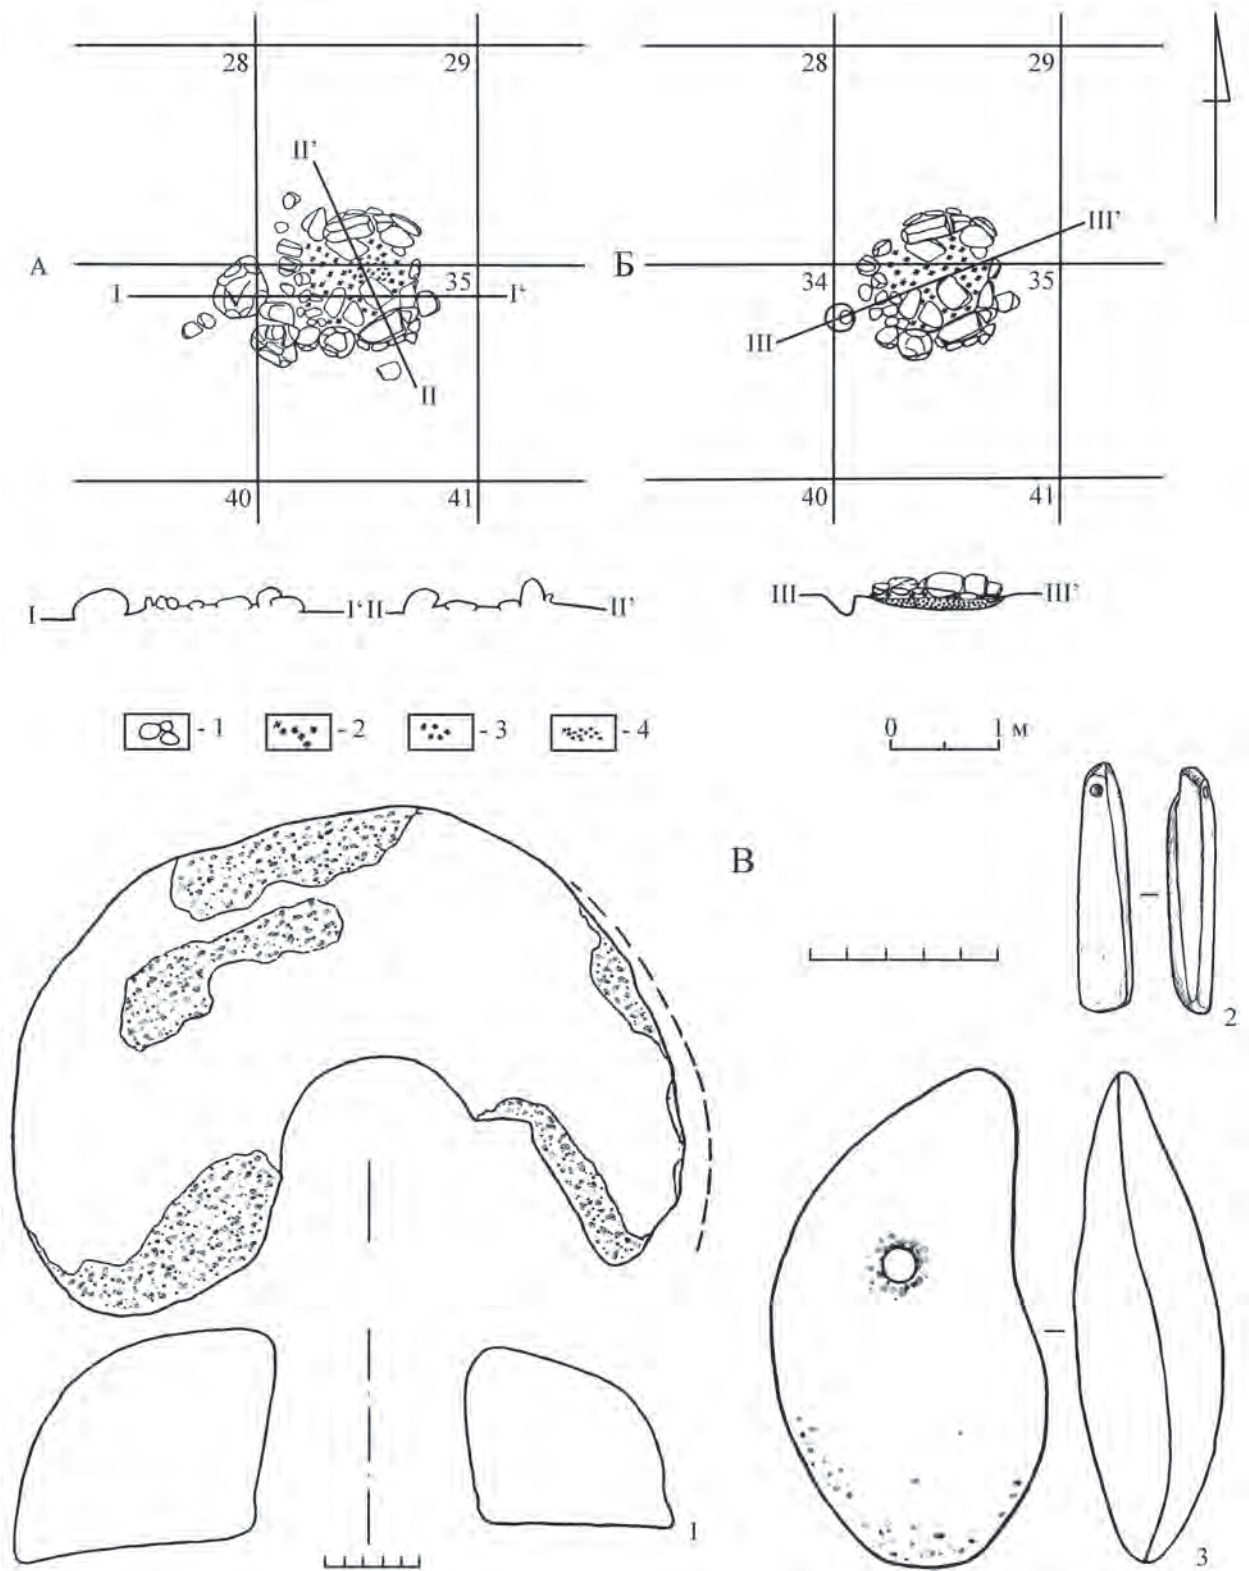 28 29 28 29
II’ III’
А 35 Б 34 35
I I‘
III
II
40 41 40 41
I I‘ II II’ III III’
- 1 - 2 - 3 - 4
0 1 м
В
2
1
3